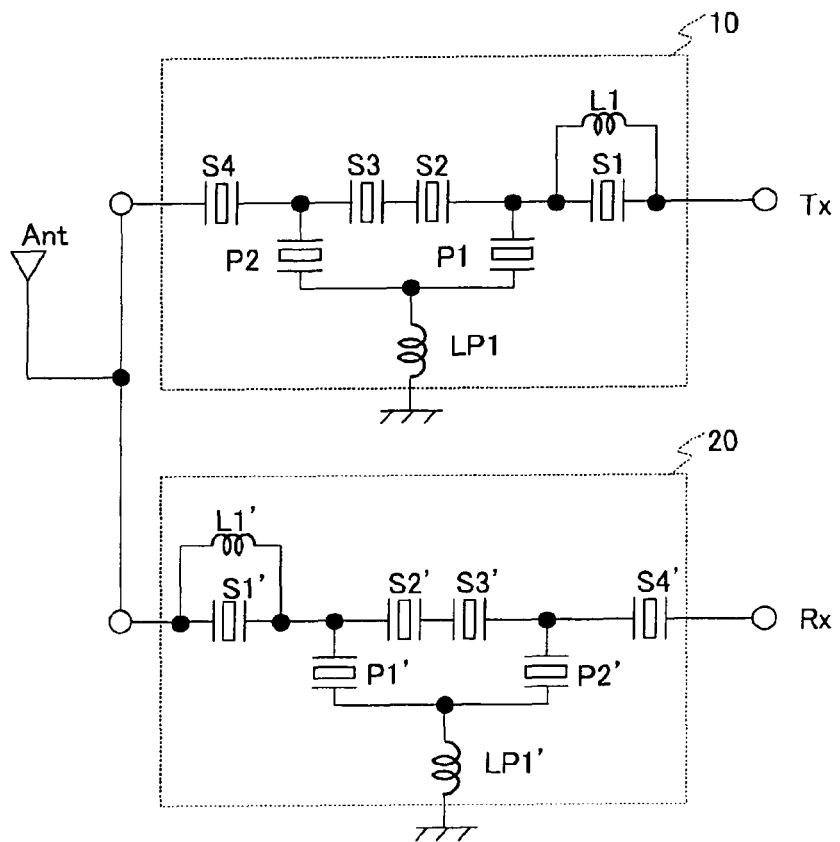 10
L1
S4 S3 S2 S1
Tx
Ant
P2 P1
LP1
20
L1'
S1' S2' S3' S4'
Rx
P1' P2'
LP1'